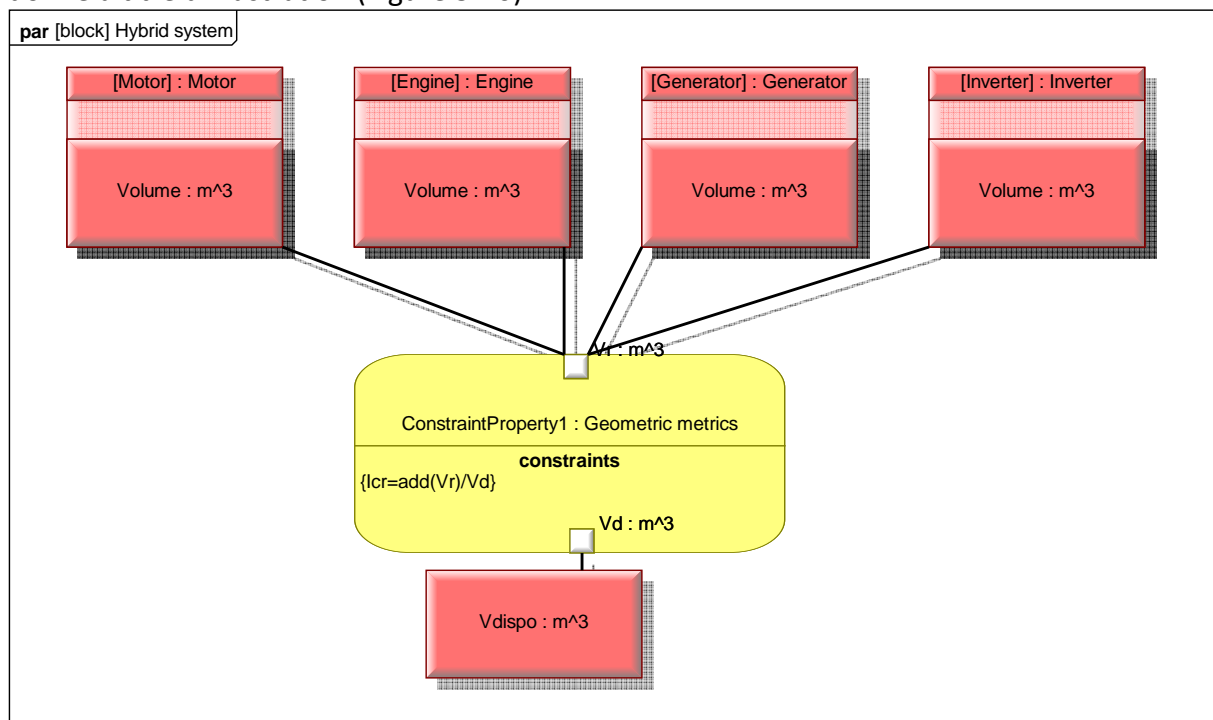 par [block] Hybrid system
[Motor] : Motor
[Engine] : Engine
[Generator] : Generator
[Inverter] : Inverter
Volume : m^3
Volume : m^3
Volume : m^3
Volume : m^3
Vr : m^3
ConstraintProperty1 : Geometric metrics
constraints
{Icr=add(Vr)/Vd}
Vd : m^3
Vdispo : m^3